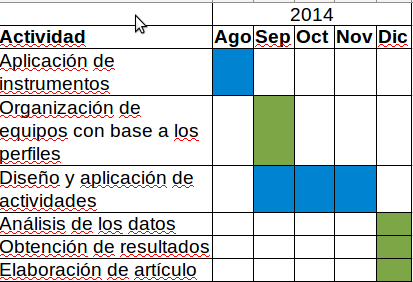 2014
Actividad Ago Sep Oct Nov Dic
Aplicación de
instrumentos
Organización de
equipos con base a los
perfiles
Diseño y aplicación de
actividades
Análisis de los datos
Obtención de resultados
Elaboración de artículo